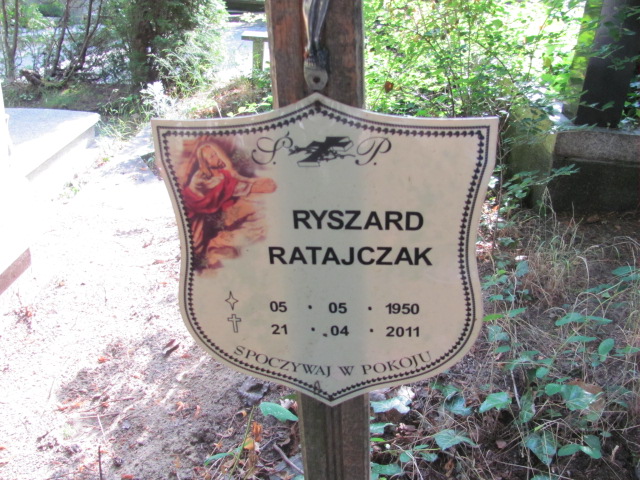 Ś. P.
RYSZARD
RATAJCZAK
05 · 05 · 1950
21 · 04 · 2011
SPOCZYWAJ W POKOJU